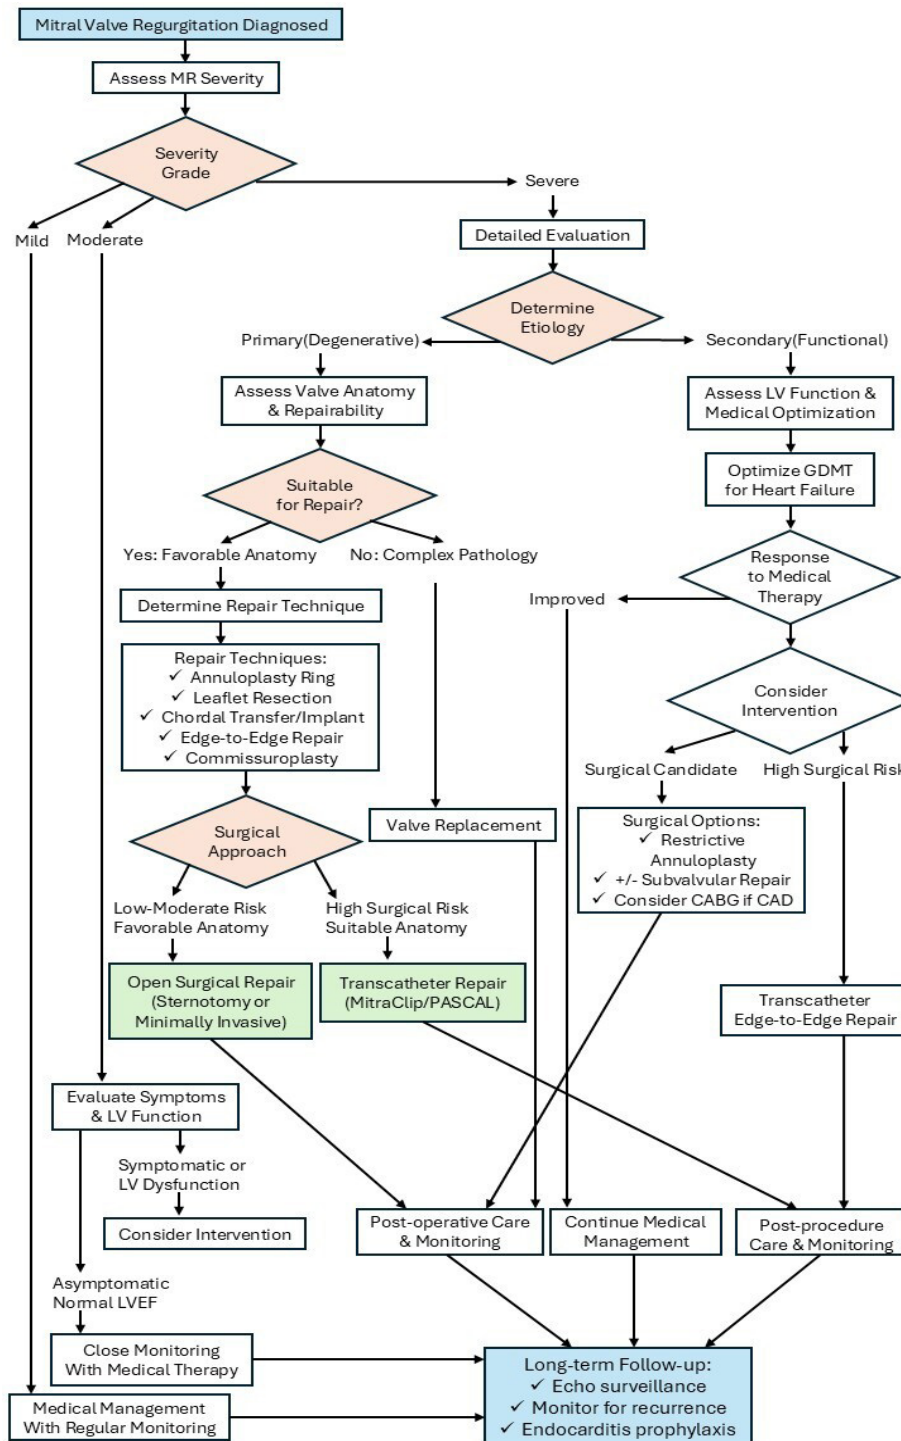 Mitral Valve Regurgitation Diagnosed
Assess MR Severity
Severity
Grade
Severe
Mild
Moderate
Detailed Evaluation
Determine
Etiology
Primary(Degenerative)
Secondary(Functional)
Assess Valve Anatomy
& Repairability
Assess LV Function &
Medical Optimization
Suitable
for Repair?
Optimize GDMT
for Heart Failure
Yes: Favorable Anatomy
No: Complex Pathology
Response
to Medical
Therapy
Improved
Determine Repair Technique
Repair Techniques:
✓ Annuloplasty Ring
✓ Leaflet Resection
✓ Chordal Transfer/Implant
✓ Edge-to-Edge Repair
✓ Commissuroplasty
Consider
Intervention
Surgical Candidate
High Surgical Risk
Surgical
Approach
Valve Replacement
Surgical Options:
✓ Restrictive
Annuloplasty
✓ +/- Subvalvular Repair
✓ Consider CABG if CAD
Low-Moderate Risk
Favorable Anatomy
High Surgical Risk
Suitable Anatomy
Open Surgical Repair
(Sternotomy or
Minimally Invasive)
Transcatheter Repair
(MitraClip/PASCAL)
Transcatheter
Edge-to-Edge Repair
Evaluate Symptoms
& LV Function
Symptomatic or
LV Dysfunction
Consider Intervention
Post-operative Care
& Monitoring
Continue Medical
Management
Post-procedure
Care & Monitoring
Asymptomatic
Normal LVEF
Close Monitoring
With Medical Therapy
Medical Management
With Regular Monitoring
Long-term Follow-up:
✓ Echo surveillance
✓ Monitor for recurrence
✓ Endocarditis prophylaxis